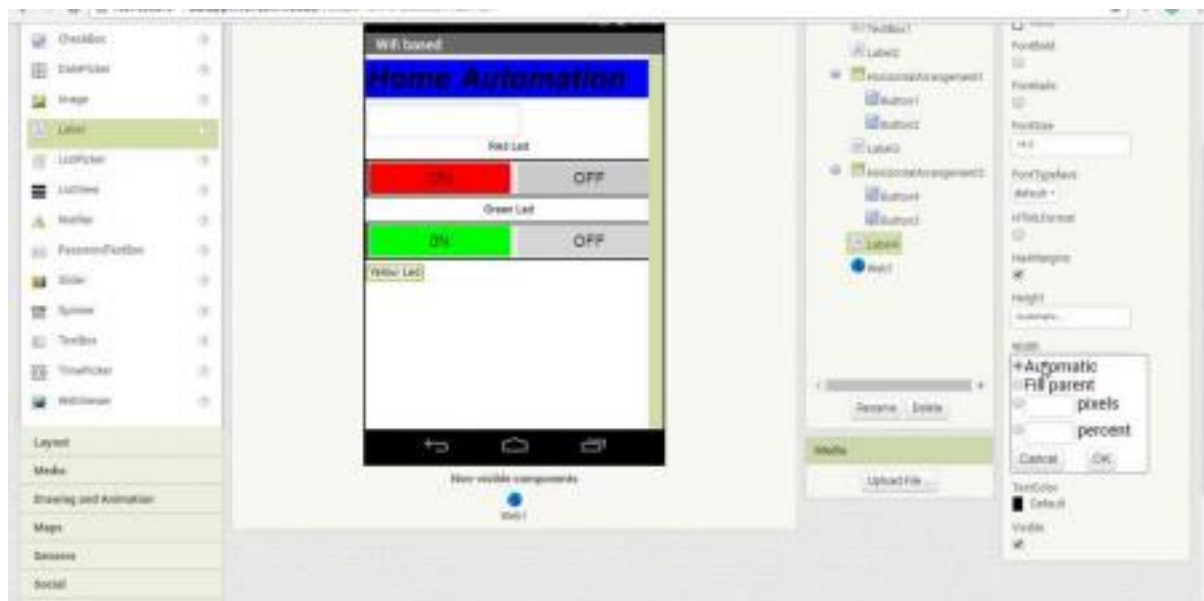 CheckBox
DatePicker
Image
Label
ListPicker
ListView
Notifier
PasswordTextBox
Slider
Spinner
TextBox
TimePicker
WebViewer
Layout
Media
Drawing and Animation
Maps
Sensors
Social
Wifi based
Home Automation
Red Led
ON
OFF
Green Led
ON
OFF
Yellow Led
Non-visible components
Web1
TextBox1
Label2
HorizontalArrangement1
Button1
Button2
Label3
HorizontalArrangement2
Button4
Button3
Label4
Web1
Rename
Delete
Media
Upload File ...
FontBold
FontItalic
FontSize
14.0
FontTypeface
default
HTMLFormat
HasMargins
Height
Automatic...
Width
Automatic
Fill parent
pixels
percent
Cancel
OK
TextColor
Default
Visible